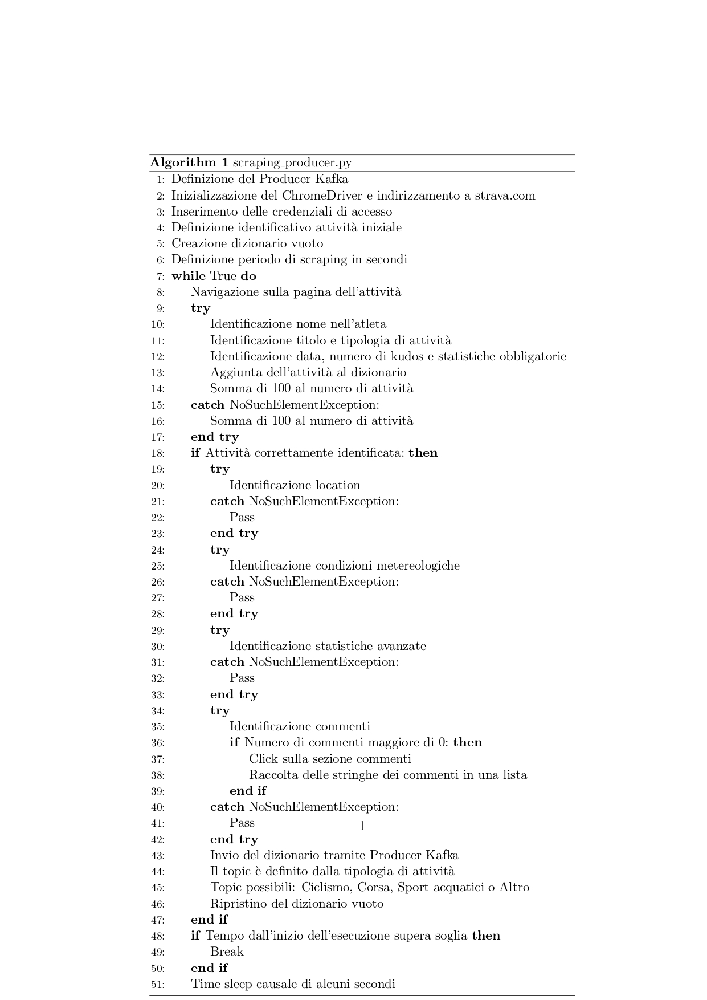 Algorithm 1 scraping_producer.py
1: Definizione del Producer Kafka
2: Inizializzazione del ChromeDriver e indirizzamento a strava.com
3: Inserimento delle credenziali di accesso
4: Definizione identificativo attività iniziale
5: Creazione dizionario vuoto
6: Definizione periodo di scraping in secondi
7: while True do
8: Navigazione sulla pagina dell'attività
9: try
10: Identificazione nome nell'atleta
11: Identificazione titolo e tipologia di attività
12: Identificazione data, numero di kudos e statistiche obbligatorie
13: Aggiunta dell'attività al dizionario
14: Somma di 100 al numero di attività
15: catch NoSuchElementException:
16: Somma di 100 al numero di attività
17: end try
18: if Attività correttamente identificata: then
19: try
20: Identificazione location
21: catch NoSuchElementException:
22: Pass
23: end try
24: try
25: Identificazione condizioni metereologiche
26: catch NoSuchElementException:
27: Pass
28: end try
29: try
30: Identificazione statistiche avanzate
31: catch NoSuchElementException:
32: Pass
33: end try
34: try
35: Identificazione commenti
36: if Numero di commenti maggiore di 0: then
37: Click sulla sezione commenti
38: Raccolta delle stringhe dei commenti in una lista
39: end if
40: catch NoSuchElementException:
41: Pass
1
42: end try
43: Invio del dizionario tramite Producer Kafka
44: Il topic è definito dalla tipologia di attività
45: Topic possibili: Ciclismo, Corsa, Sport acquatici o Altro
46: Ripristino del dizionario vuoto
47: end if
48: if Tempo dall'inizio dell'esecuzione supera soglia then
49: Break
50: end if
51: Time sleep causale di alcuni secondi